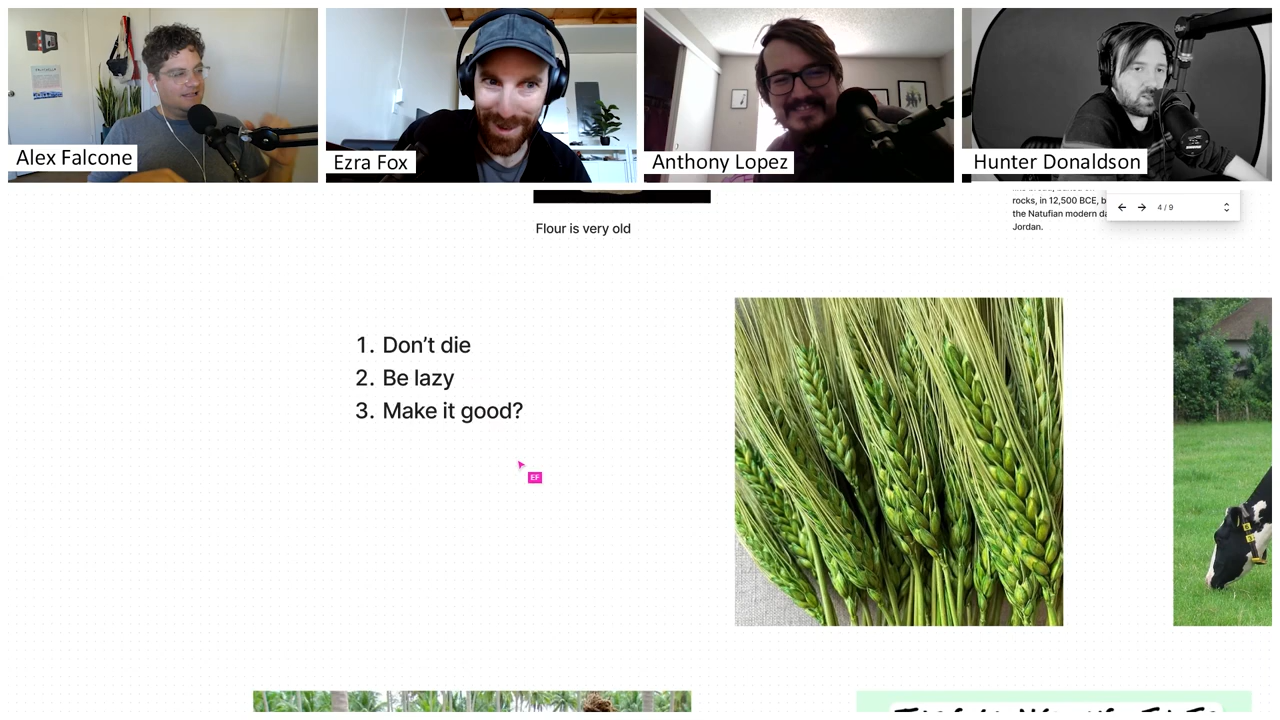 Alex Falcone
Ezra Fox
Anthony Lopez
Hunter Donaldson
Flour is very old
rocks, in 12,500 BCE, b
the Natufian modern da
Jordan.
4 / 9
1. Don’t die
2. Be lazy
3. Make it good?
EF